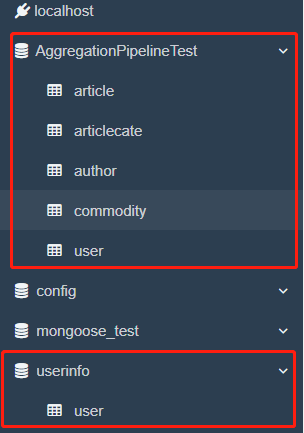 localhost
AggregationPipelineTest
article
articlecate
author
commodity
user
config
mongoose_test
userinfo
user